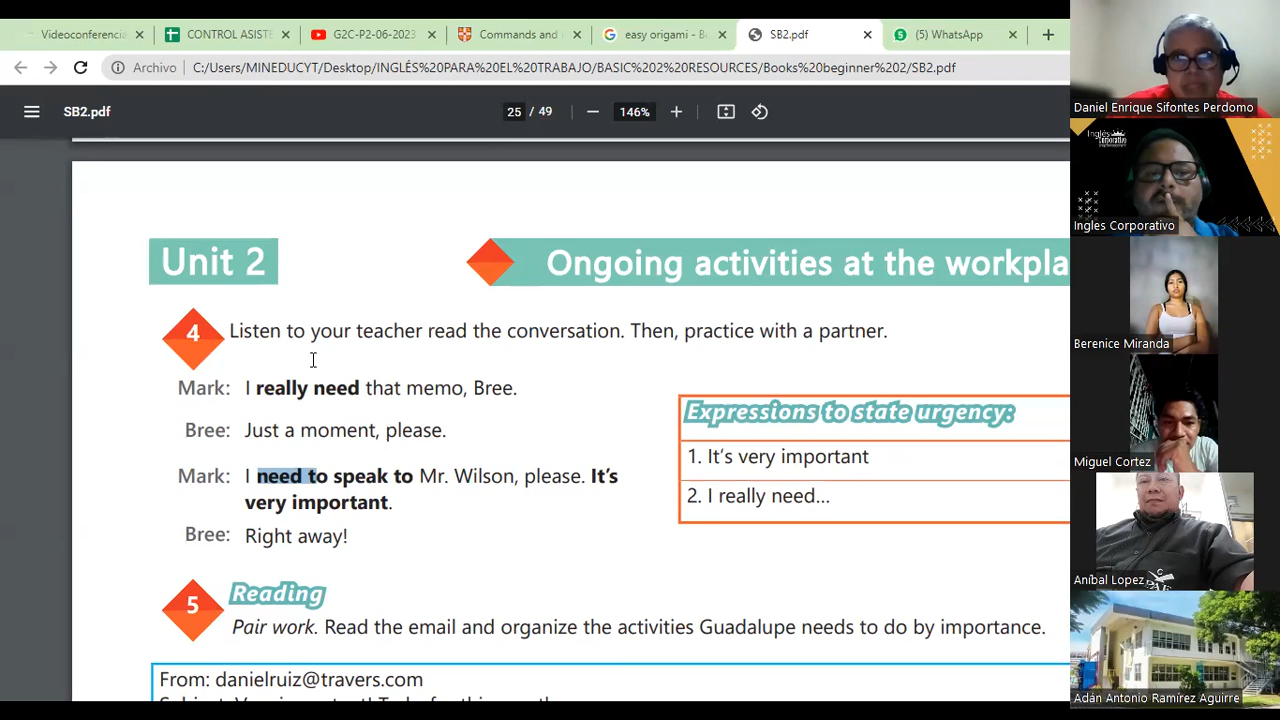 Videoconferencia
CONTROL ASISTE
G2C-P2-06-2023
Commands and
easy origami - B
SB2.pdf
(5) WhatsApp
Archivo
C:/Users/MINEDUCYT/Desktop/INGLÉS%20PARA%20EL%20TRABAJO/BASIC%202%20RESOURCES/Books%20beginner%202/SB2.pdf
SB2.pdf
25 / 49
146%
Unit 2
Ongoing activities at the workpla
4
Listen to your teacher read the conversation. Then, practice with a partner.
Mark: I really need that memo, Bree.
Bree: Just a moment, please.
Mark: I need to speak to Mr. Wilson, please. It's
very important.
Bree: Right away!
Expressions to state urgency:
1. It's very important
2. I really need...
5
Reading
Pair work. Read the email and organize the activities Guadalupe needs to do by importance.
From: danielruiz@travers.com
Daniel Enrique Sifontes Perdomo
Inglés
Corporativo
Ingles Corporativo
Berenice Miranda
Miguel Cortez
Aníbal Lopez
Adán Antonio Ramírez Aguirre